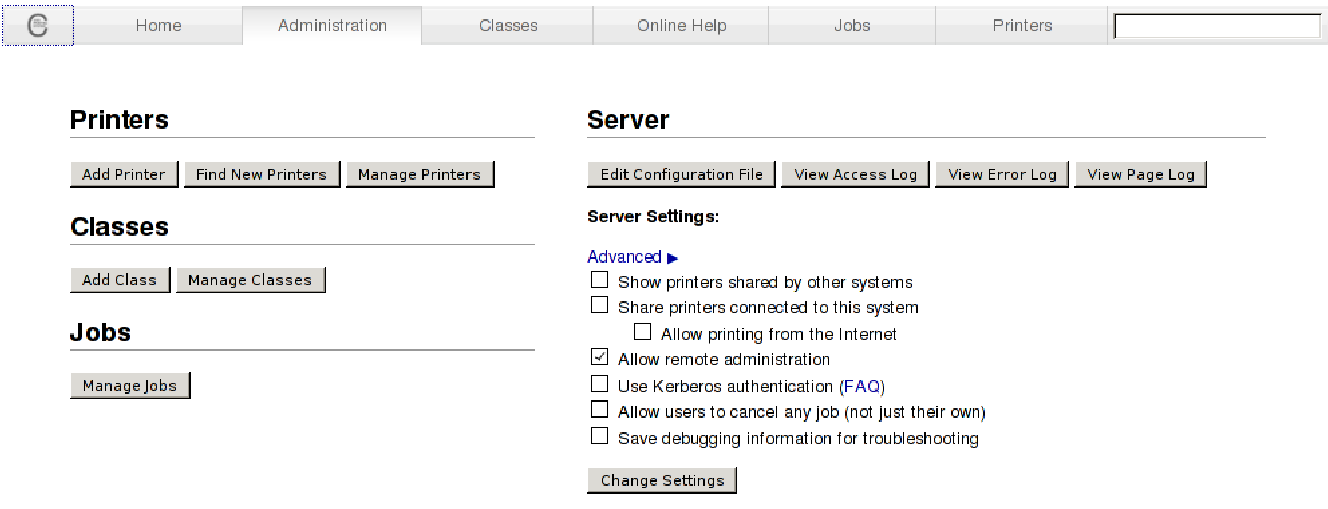 Home Administration Classes Online Help Jobs Printers
Printers
Add Printer Find New Printers Manage Printers
Classes
Add Class Manage Classes
Jobs
Manage Jobs
Server
Edit Configuration File View Access Log View Error Log View Page Log
Server Settings:
Advanced ▶
Show printers shared by other systems
Share printers connected to this system
Allow printing from the Internet
Allow remote administration
Use Kerberos authentication (FAQ)
Allow users to cancel any job (not just their own)
Save debugging information for troubleshooting
Change Settings